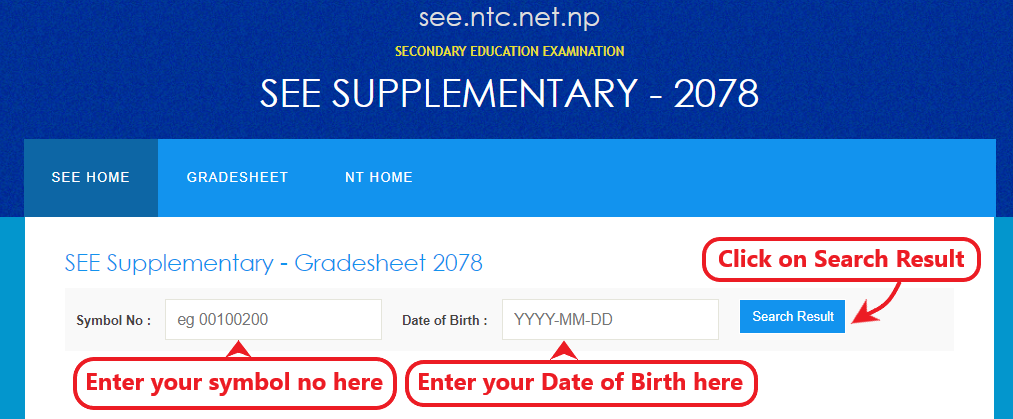 see.ntc.net.np
SECONDARY EDUCATION EXAMINATION
SEE SUPPLEMENTARY - 2078
SEE HOME GRADESHEET NT HOME
SEE Supplementary - Gradesheet 2078
Click on Search Result
Symbol No : eg 00100200 Date of Birth : YYYY-MM-DD Search Result
Enter your symbol no here Enter your Date of Birth here